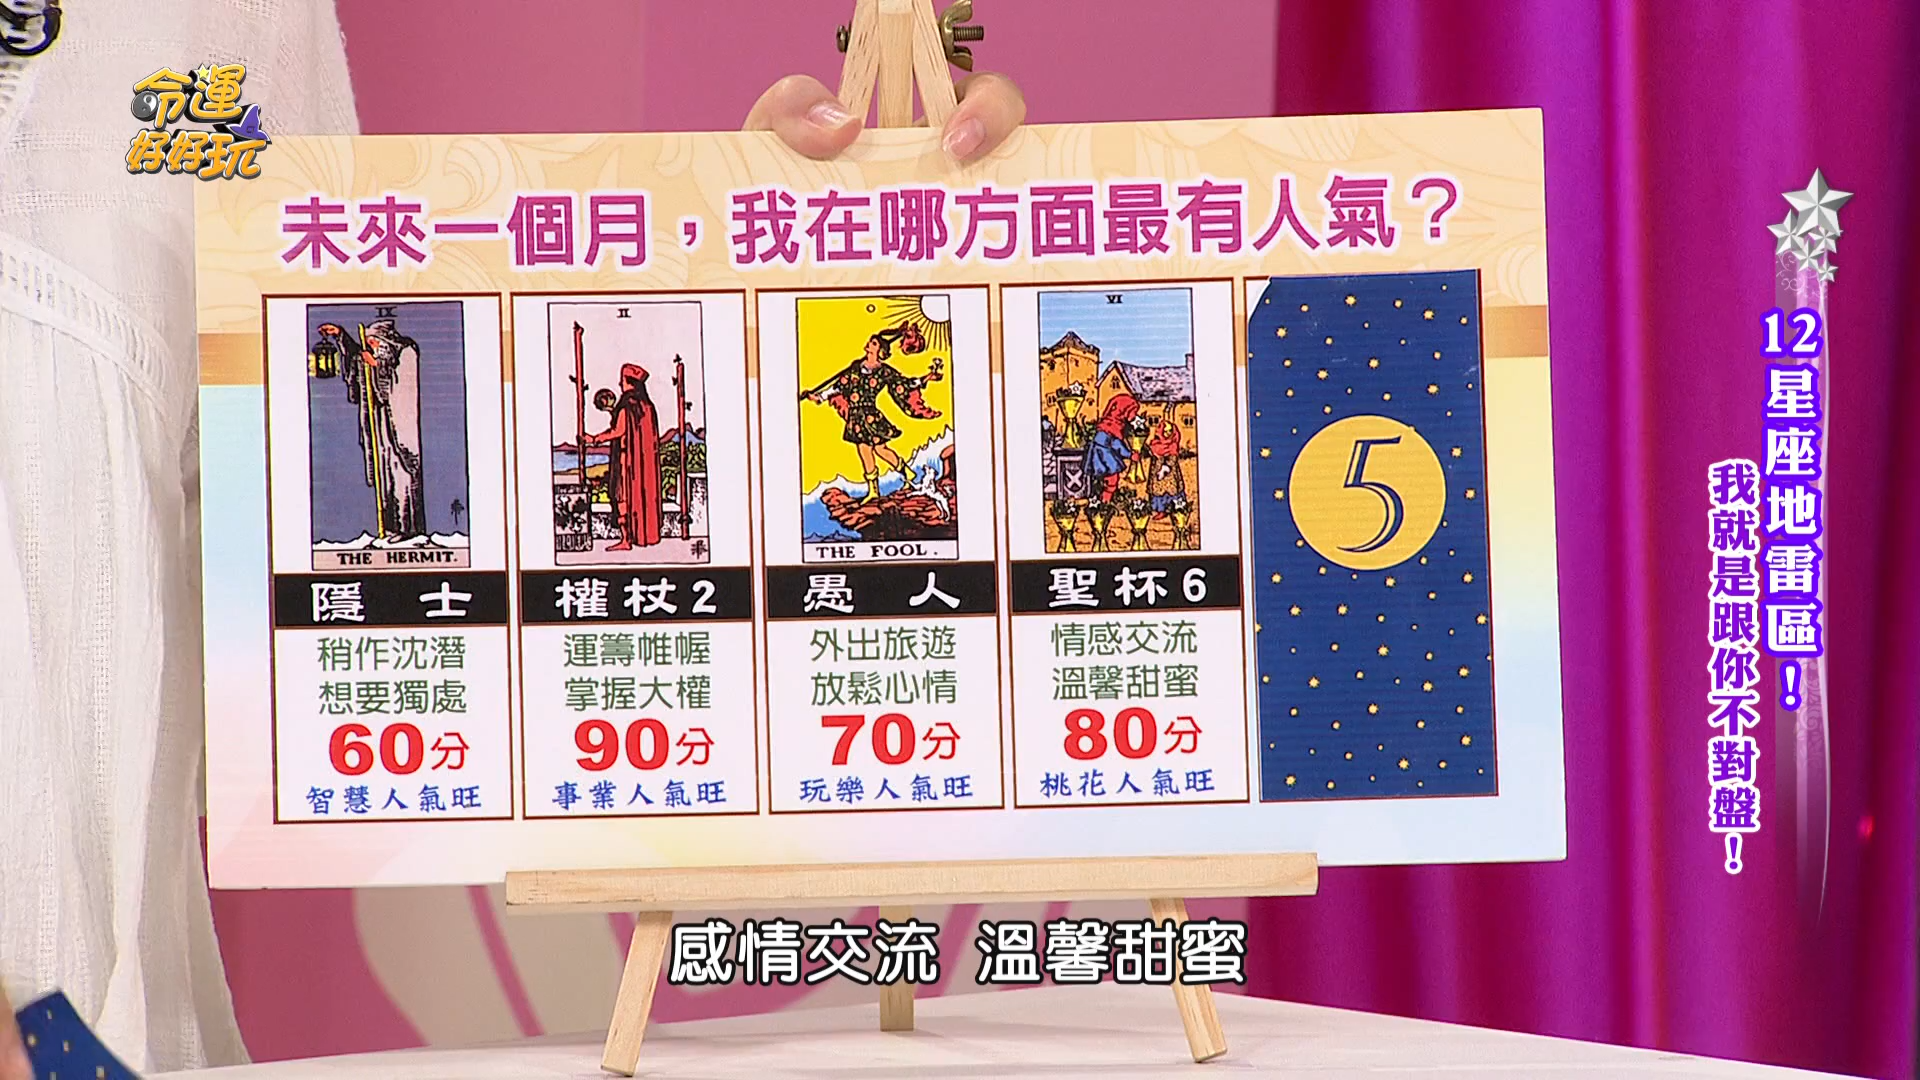 命運
好好玩
未來一個月，我在哪方面最有人氣？
IX
THE HERMIT.
隱士
稍作沈潛
想要獨處
60分
智慧人氣旺
II
權杖2
運籌帷幄
掌握大權
90分
事業人氣旺
THE FOOL.
愚人
外出旅遊
放鬆心情
70分
玩樂人氣旺
VI
聖杯6
情感交流
溫馨甜蜜
80分
桃花人氣旺
5
12星座地雷區！
我就是跟你不對盤！
感情交流 溫馨甜蜜